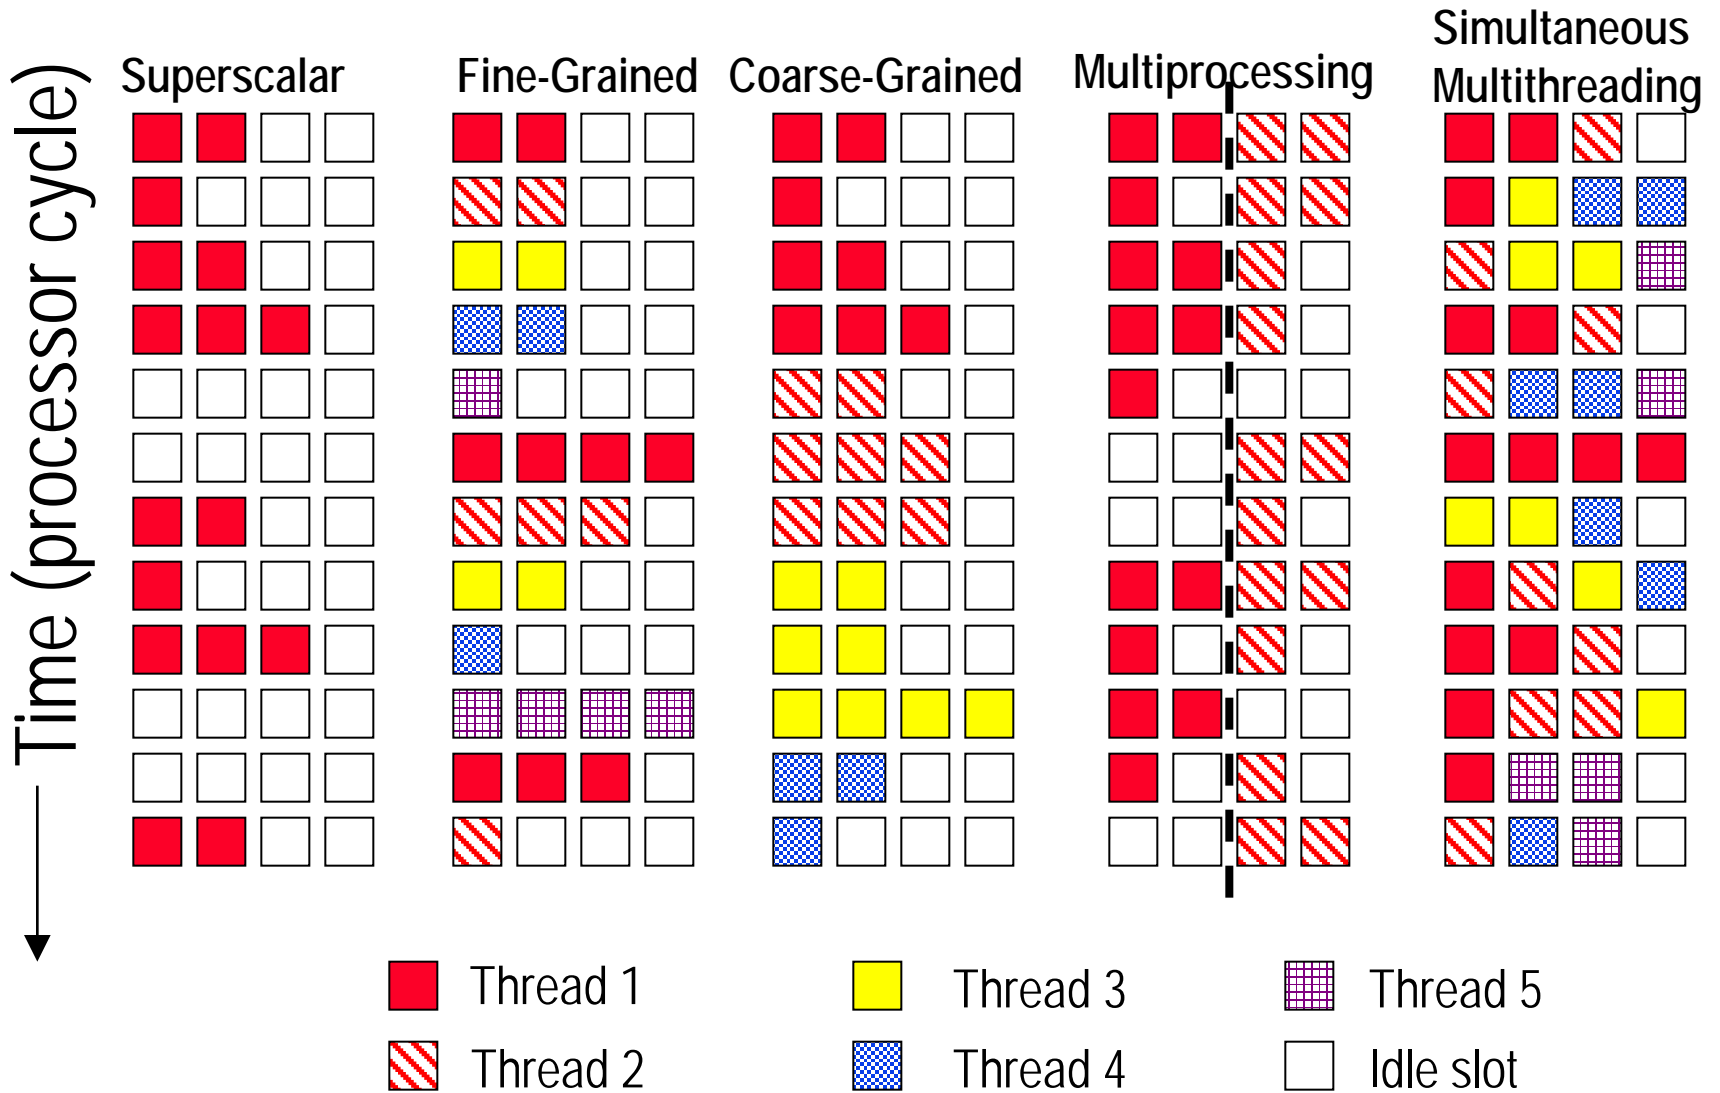 Simultaneous
Superscalar Fine-Grained Coarse-Grained Multiprocessing Multithreading
Time (processor cycle)
Thread 1 Thread 3 Thread 5
Thread 2 Thread 4 Idle slot